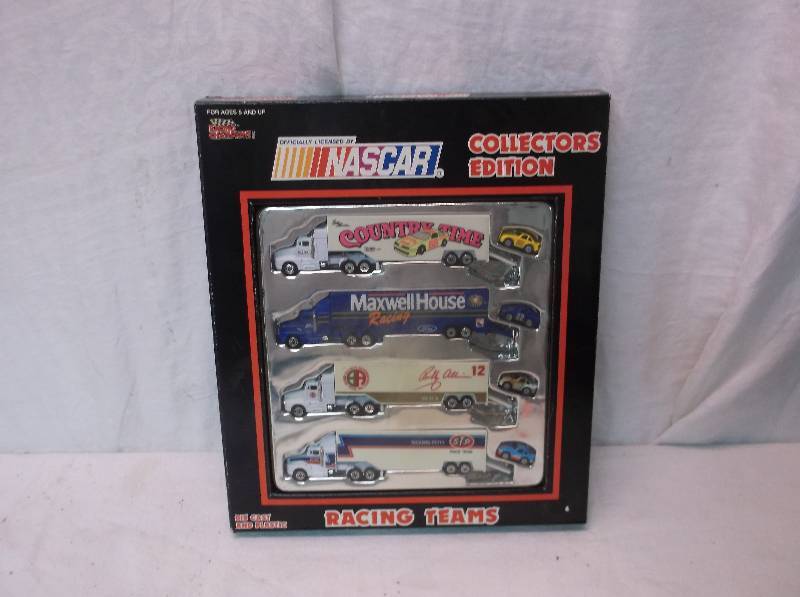 FOR AGES 5 AND UP
OFFICIALLY LICENSED BY
NASCAR
COLLECTORS
EDITION
COUNTRY TIME
Maxwell House
Racing
Ford
12
STP
DIE CAST
AND PLASTIC
RACING TEAMS